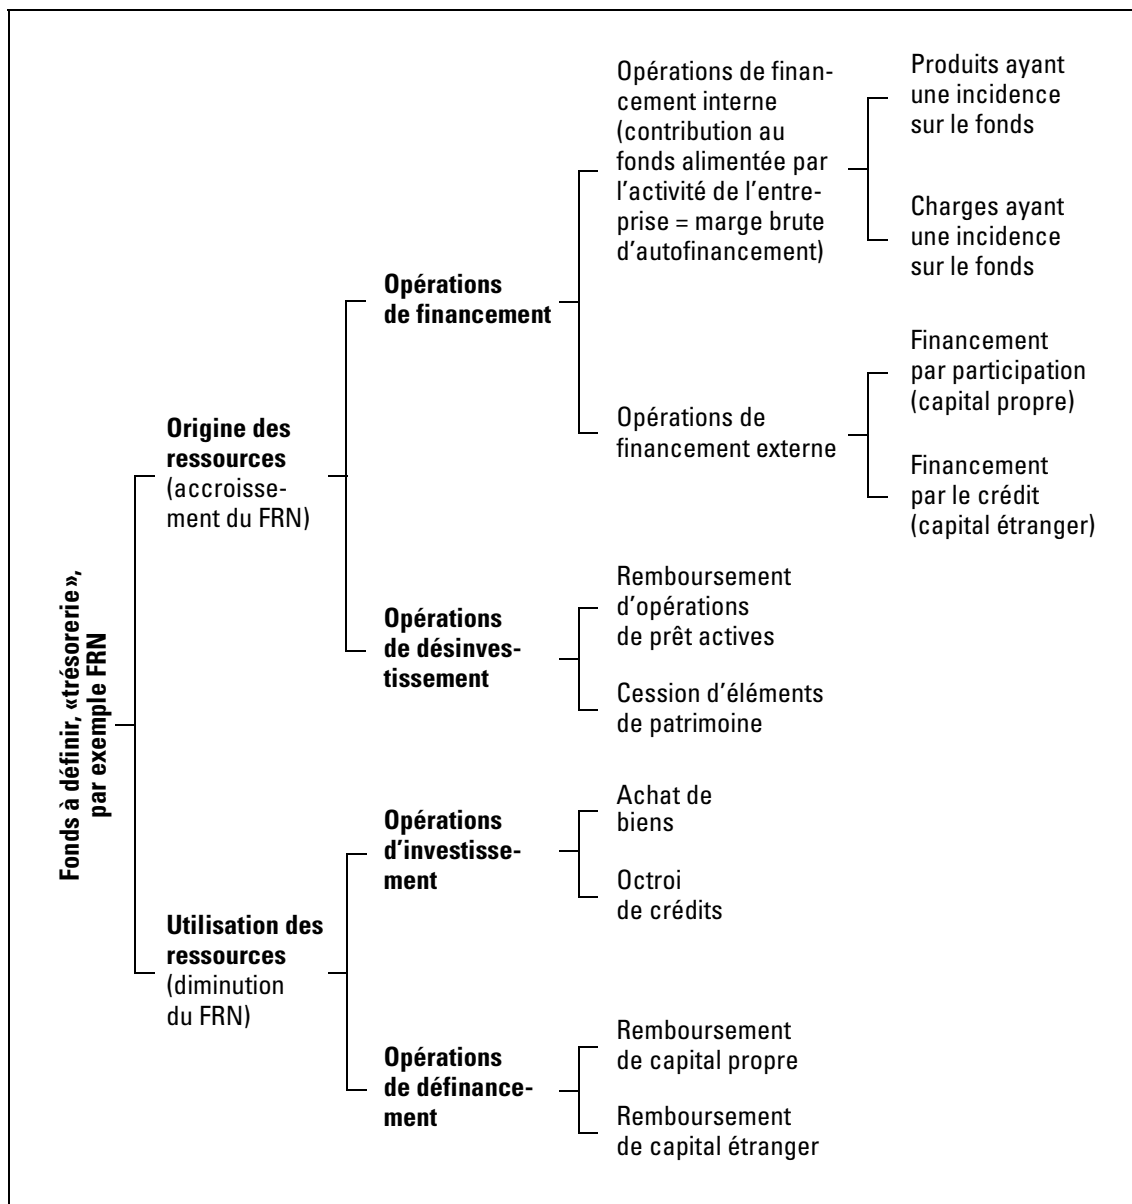 Fonds à définir, «trésorerie»,
par exemple FRN
Origine des
ressources
(accroisse-
ment du FRN)
Opérations
de financement
Opérations de finan-
cement interne
(contribution au
fonds alimentée par
l'activité de l'entre-
prise = marge brute
d'autofinancement)
Produits ayant
une incidence
sur le fonds
Charges ayant
une incidence
sur le fonds
Opérations de
financement externe
Financement
par participation
(capital propre)
Financement
par le crédit
(capital étranger)
Opérations
de désinves-
tissement
Remboursement
d'opérations
de prêt actives
Cession d'éléments
de patrimoine
Utilisation des
ressources
(diminution
du FRN)
Opérations
d'investisse-
ment
Achat de
biens
Octroi
de crédits
Opérations
de définance-
ment
Remboursement
de capital propre
Remboursement
de capital étranger